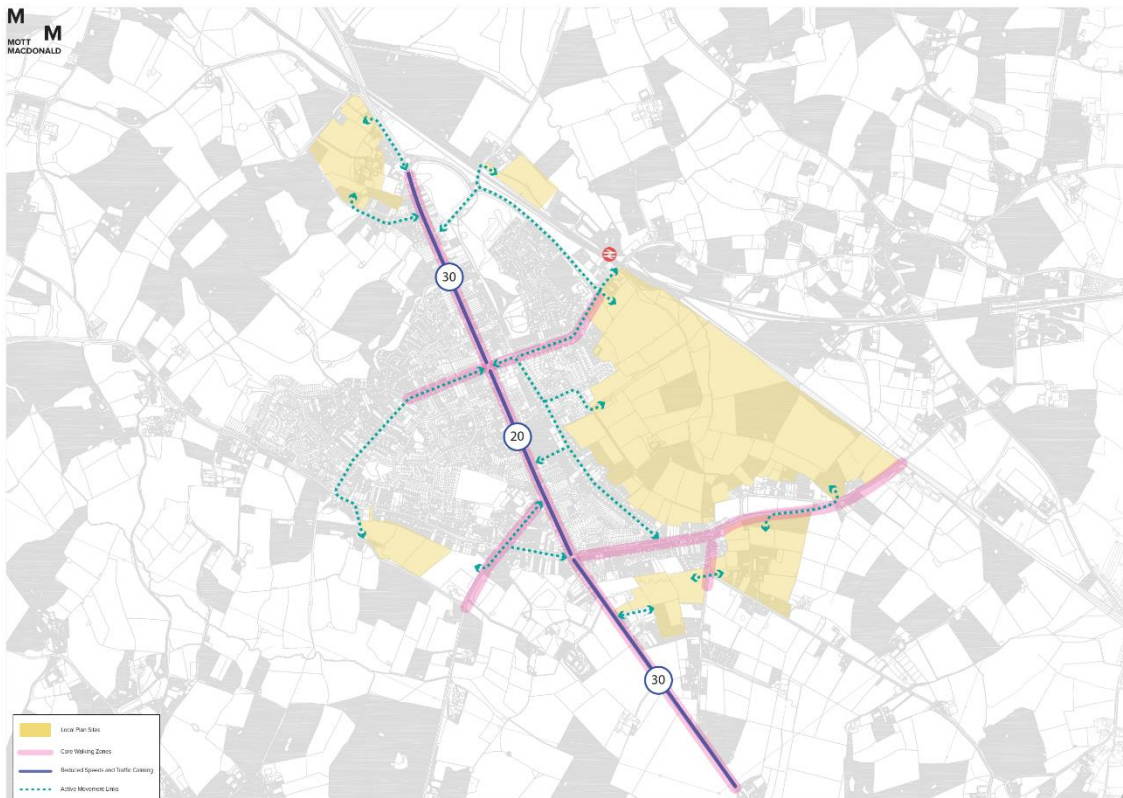 M
M
MOTT
MACDONALD
30
20
30
Local Plan Sites
Core Walking Zones
Reduced Speeds and Traffic Calming
Active Movement Links